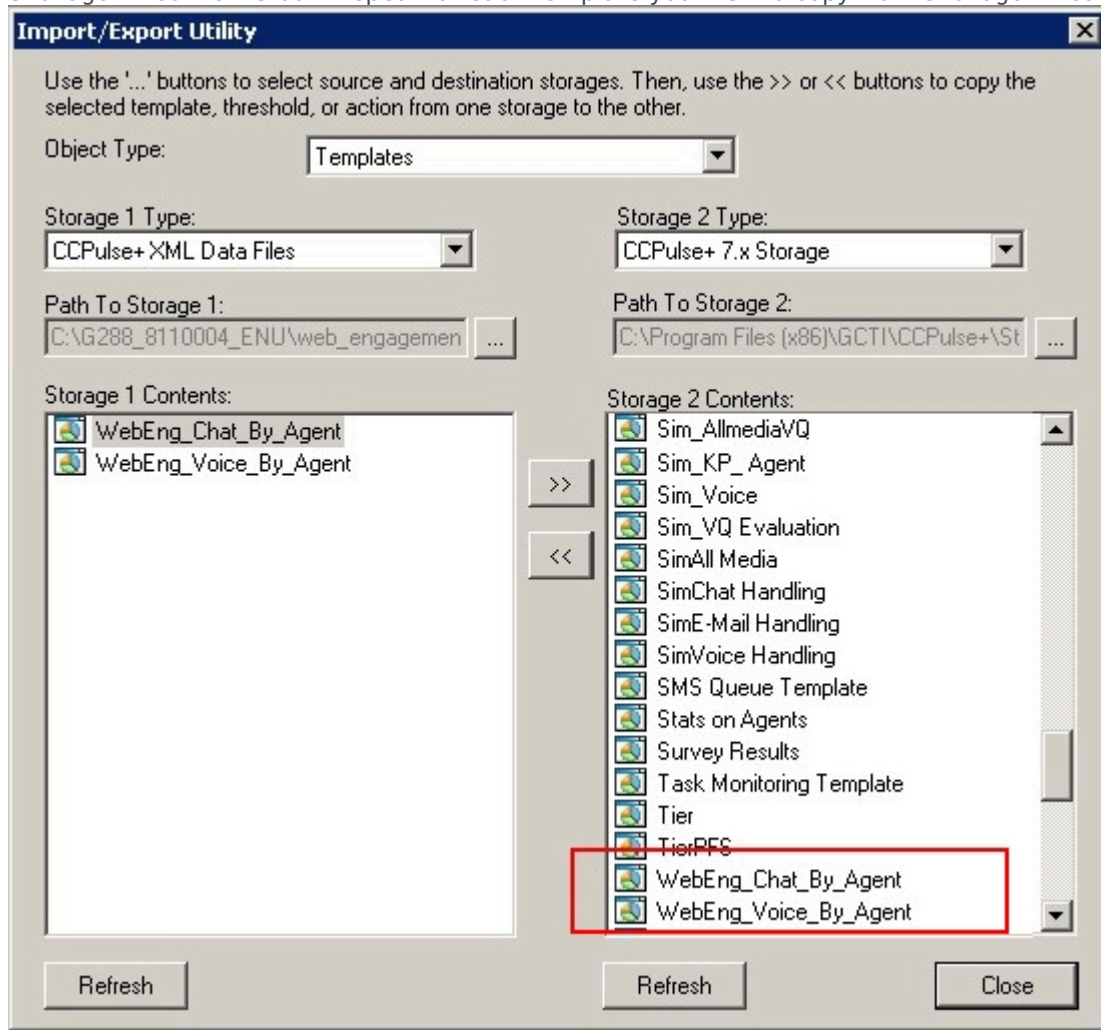 Import/Export Utility
Use the '...' buttons to select source and destination storages. Then, use the >> or << buttons to copy the
selected template, threshold, or action from one storage to the other.
Object Type:
Templates
Storage 1 Type:
Storage 2 Type:
CCPulse+ XML Data Files
CCPulse+ 7.x Storage
Path To Storage 1:
Path To Storage 2:
C:\G288_8110004_ENU\web_engagemen
...
C:\Program Files (x86)\GCTI\CCPulse+\St
...
Storage 1 Contents:
WebEng_Chat_By_Agent
WebEng_Voice_By_Agent
>>
<<
Storage 2 Contents:
Sim_AllmediaVQ
Sim_KP_ Agent
Sim_Voice
Sim_VQ Evaluation
SimAll Media
SimChat Handling
SimE-Mail Handling
SimVoice Handling
SMS Queue Template
Stats on Agents
Survey Results
Task Monitoring Template
Tier
TierPFS
WebEng_Chat_By_Agent
WebEng_Voice_By_Agent
Refresh
Refresh
Close